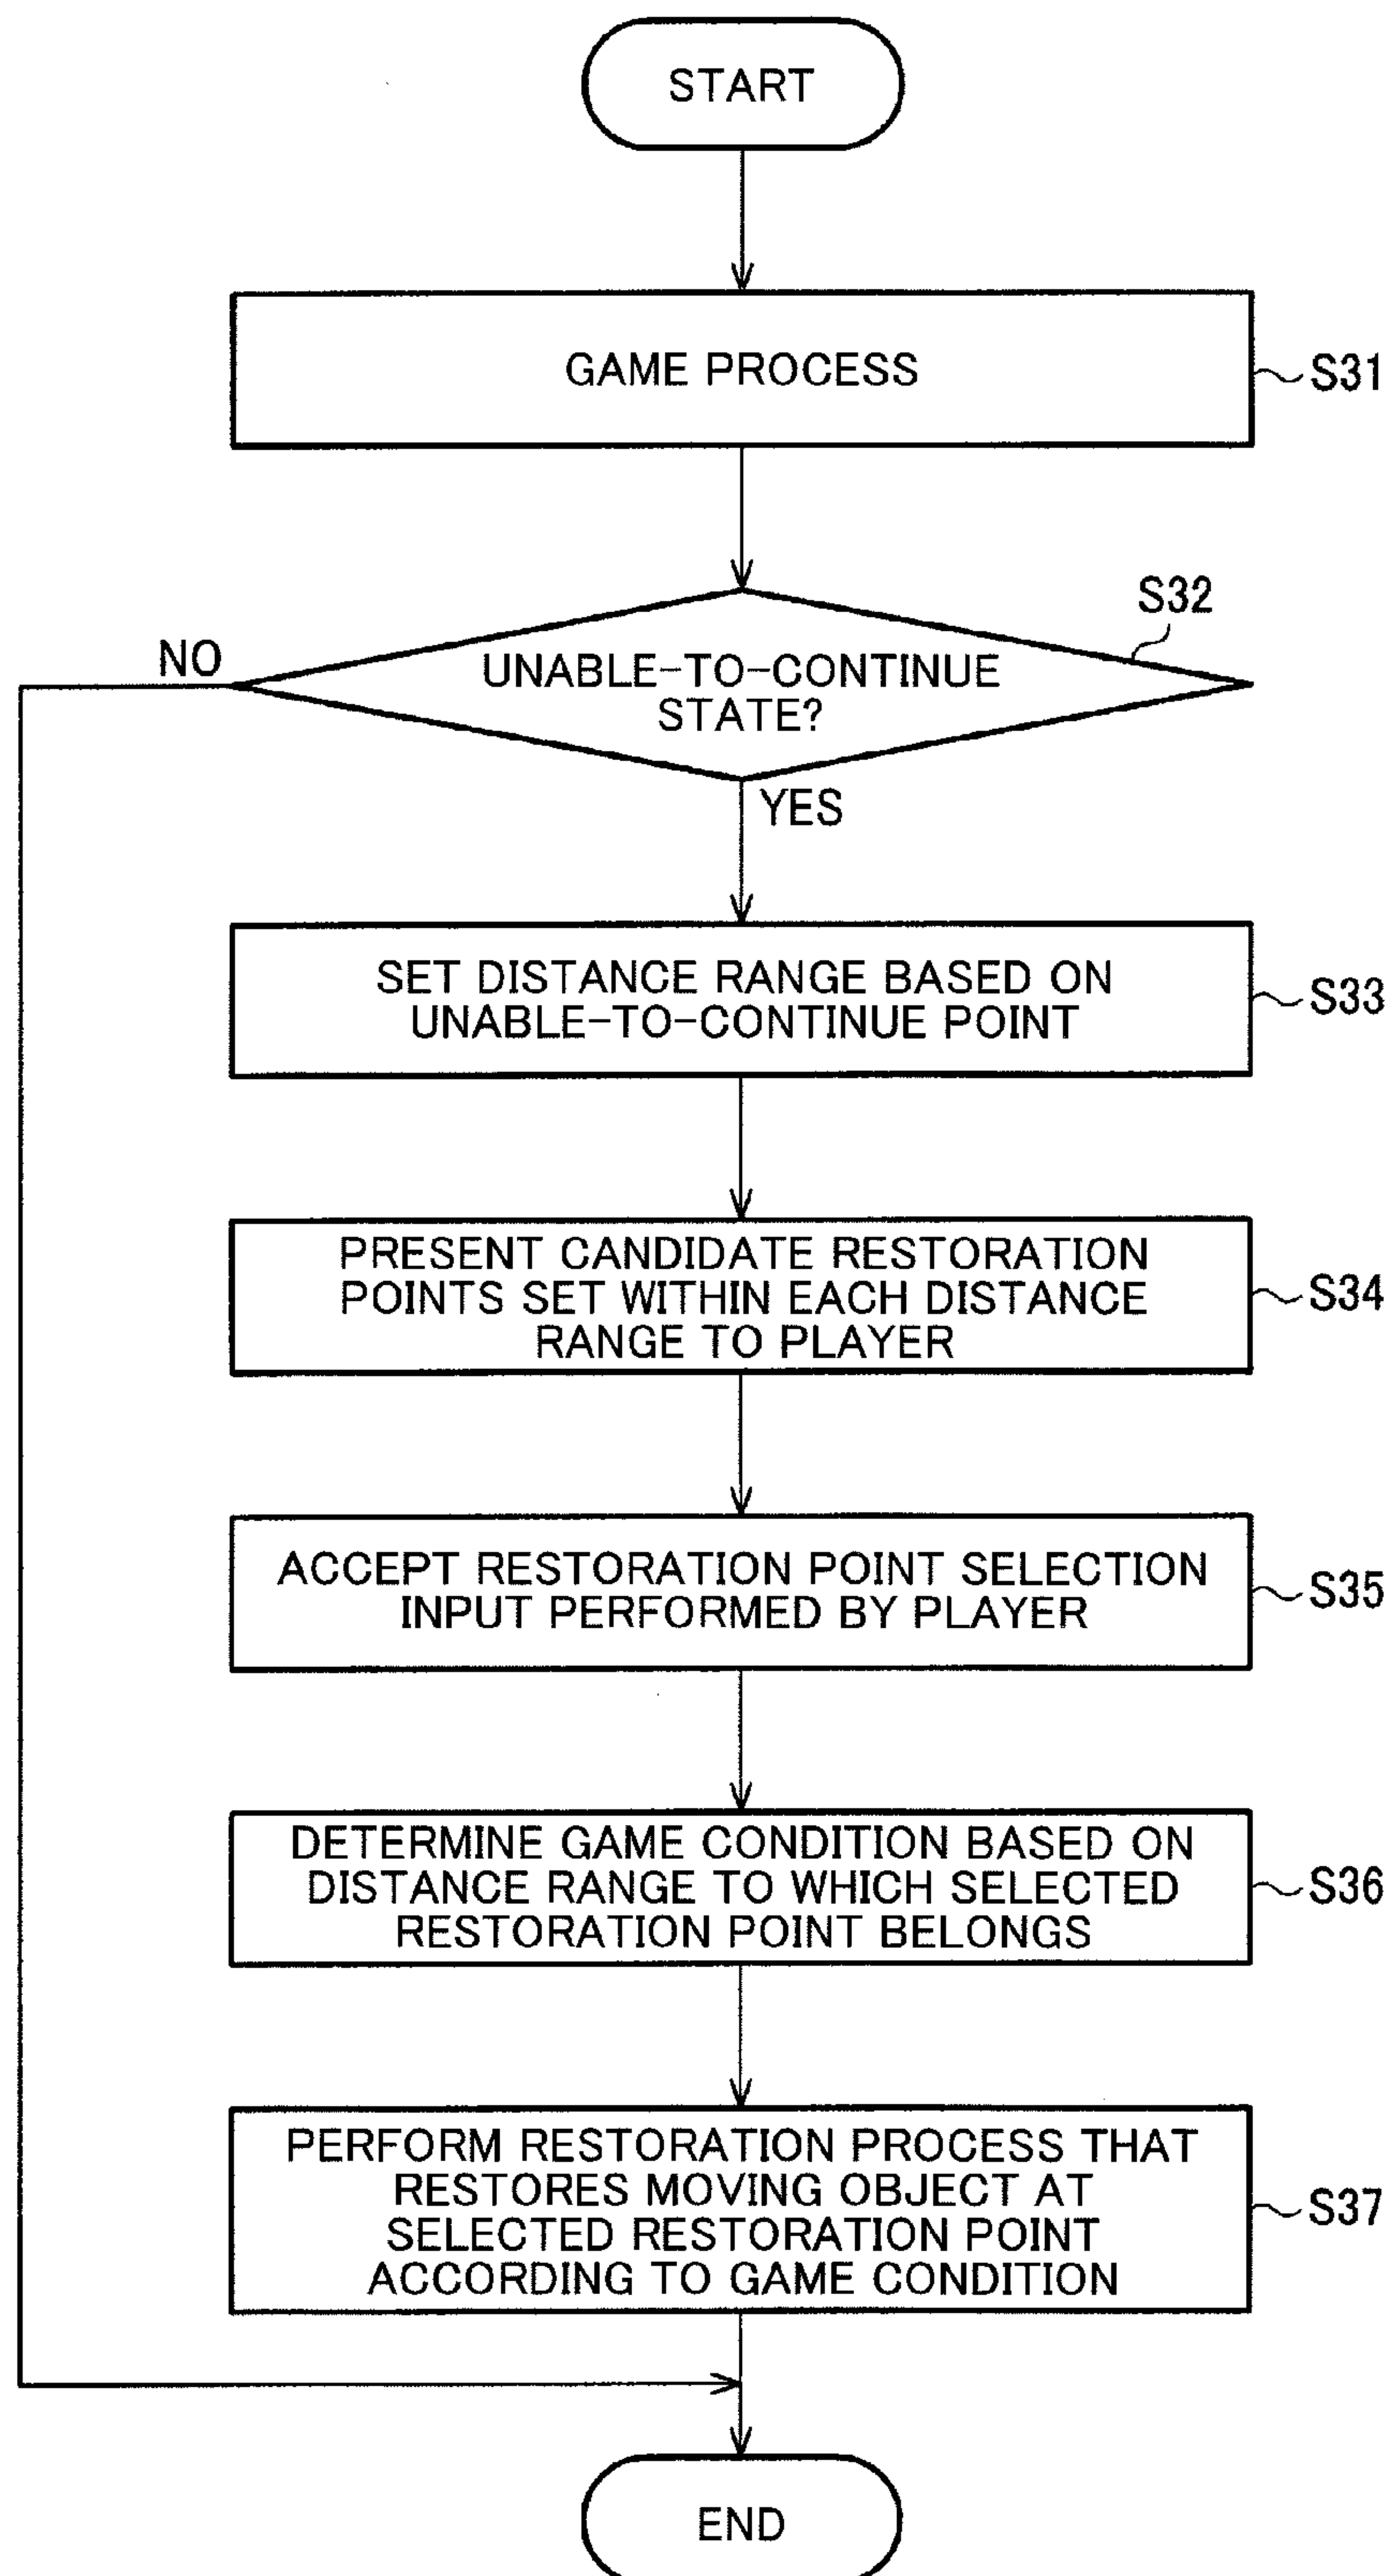 START
GAME PROCESS
S31
S32
NO
UNABLE-TO-CONTINUE
STATE?
YES
SET DISTANCE RANGE BASED ON
UNABLE-TO-CONTINUE POINT
S33
PRESENT CANDIDATE RESTORATION
POINTS SET WITHIN EACH DISTANCE
RANGE TO PLAYER
S34
ACCEPT RESTORATION POINT SELECTION
INPUT PERFORMED BY PLAYER
S35
DETERMINE GAME CONDITION BASED ON
DISTANCE RANGE TO WHICH SELECTED
RESTORATION POINT BELONGS
S36
PERFORM RESTORATION PROCESS THAT
RESTORES MOVING OBJECT AT
SELECTED RESTORATION POINT
ACCORDING TO GAME CONDITION
S37
END